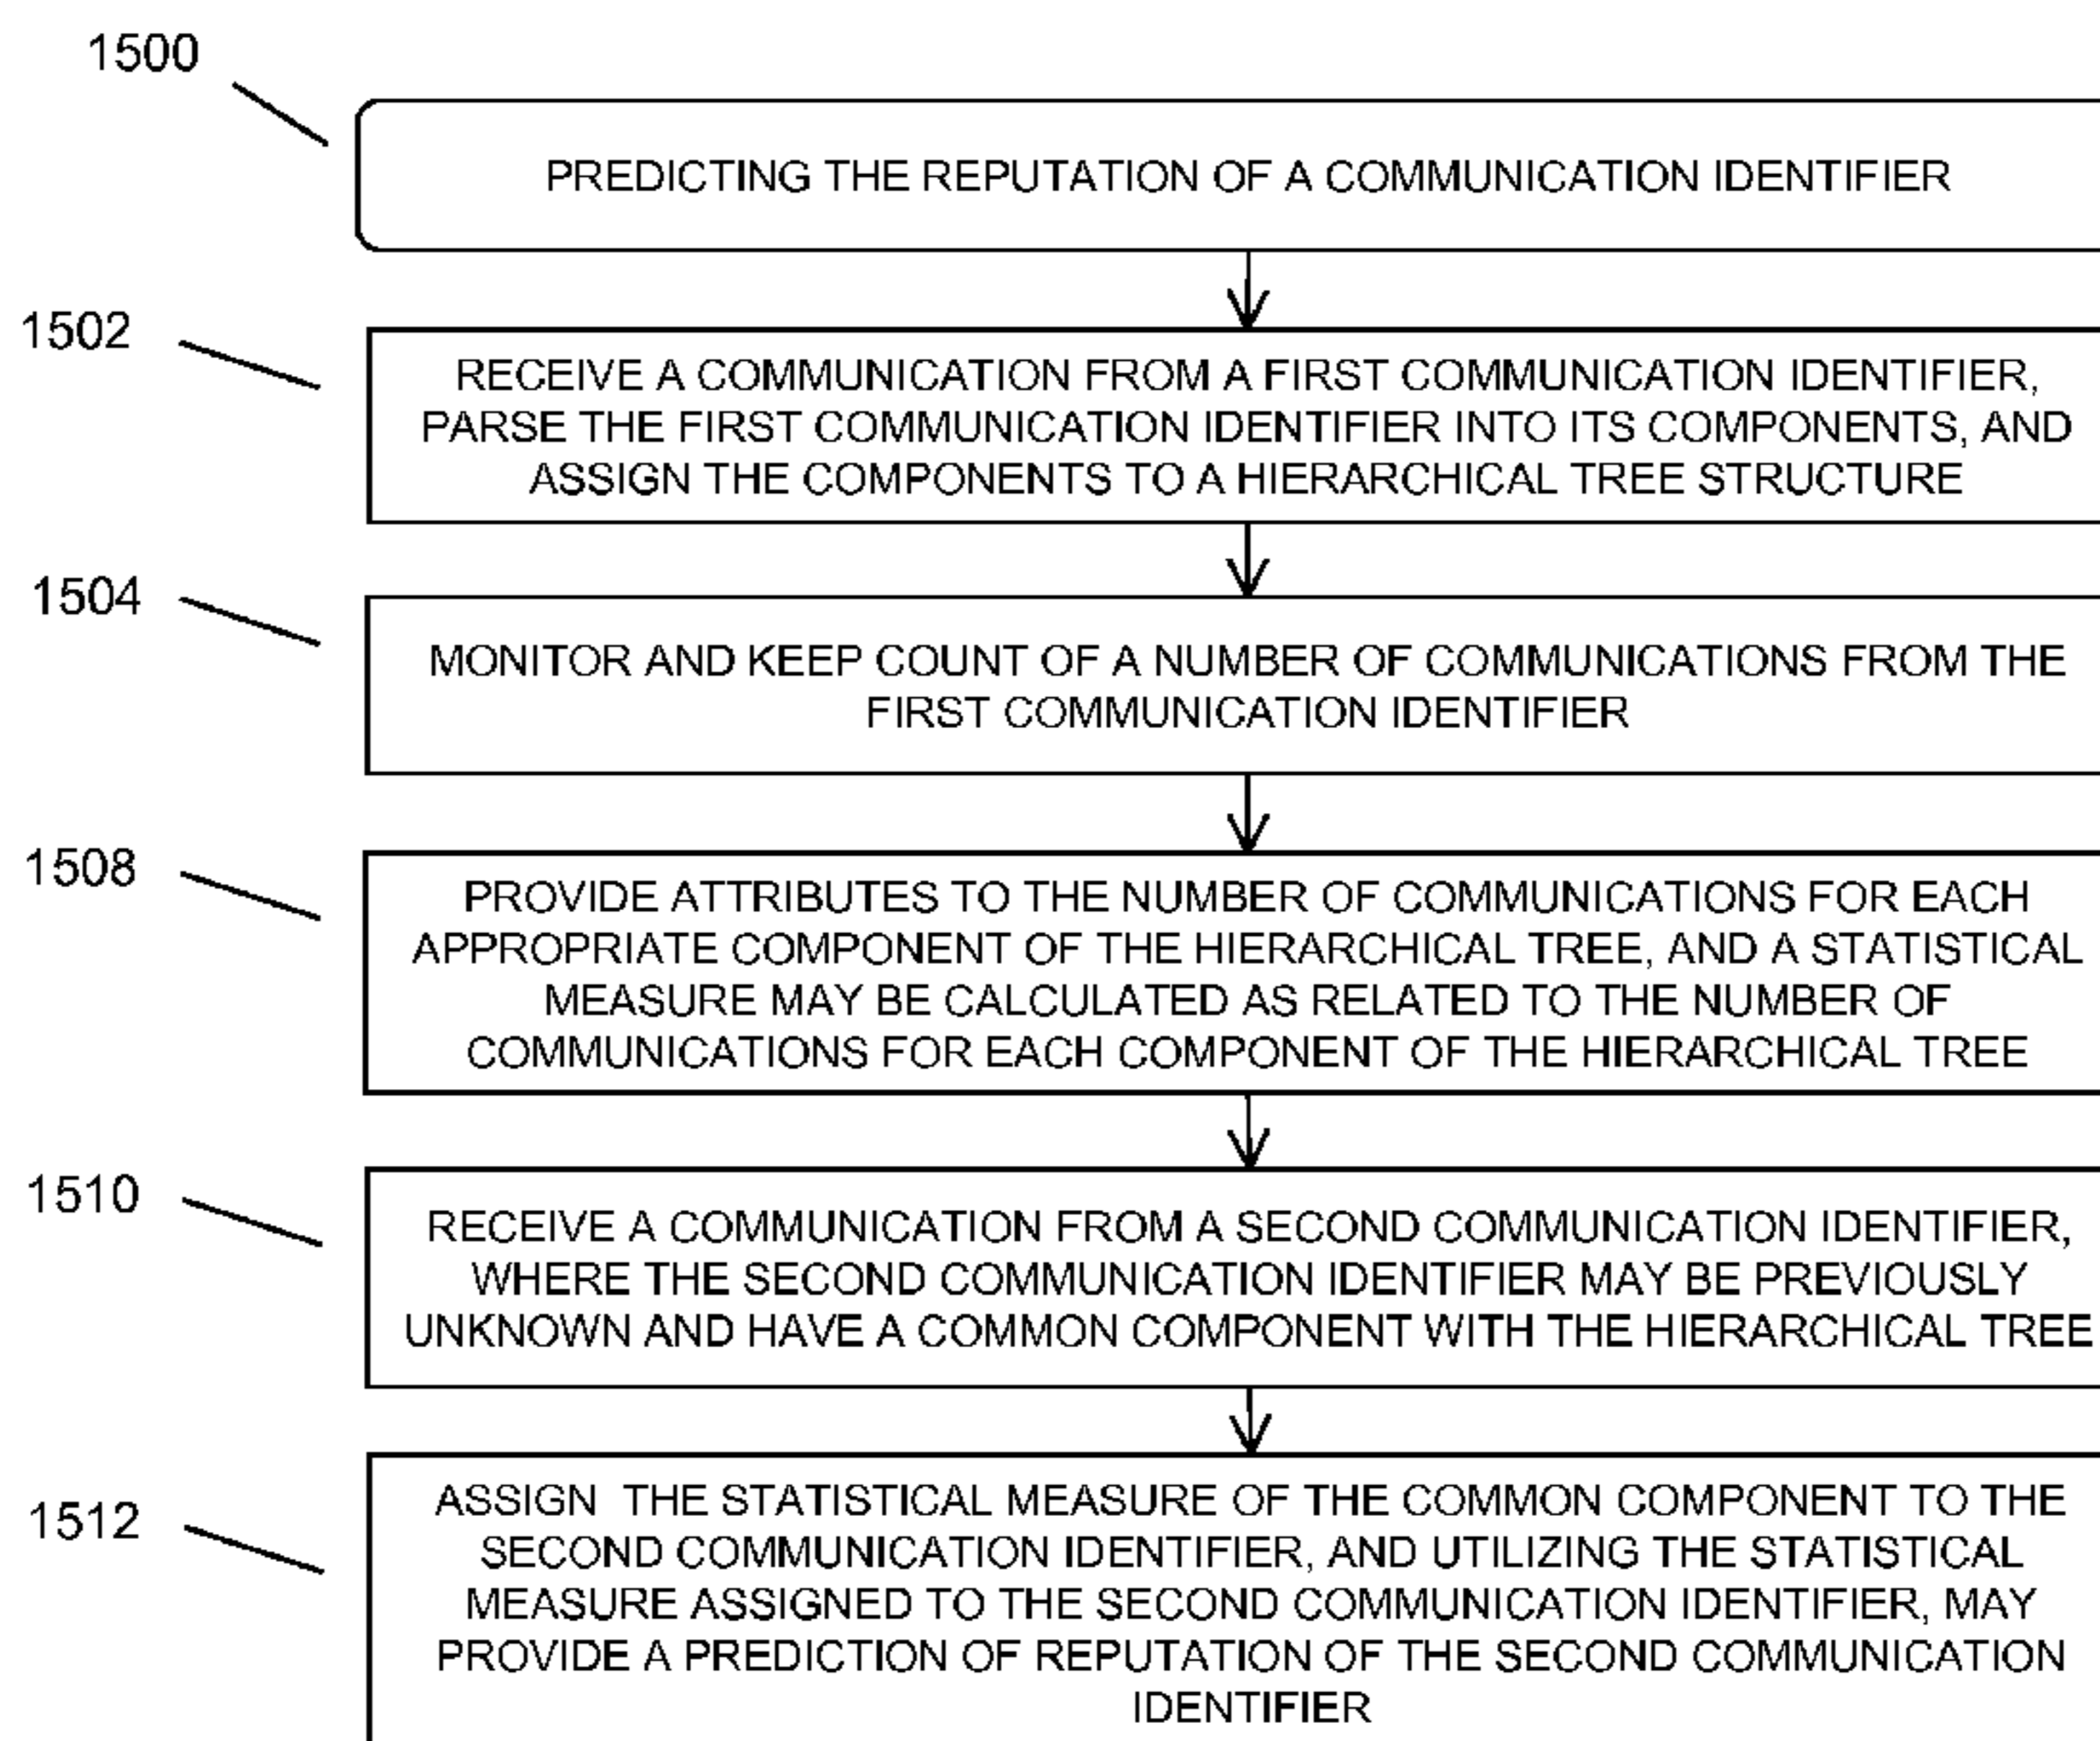 1500
PREDICTING THE REPUTATION OF A COMMUNICATION IDENTIFIER
1502
RECEIVE A COMMUNICATION FROM A FIRST COMMUNICATION IDENTIFIER,
PARSE THE FIRST COMMUNICATION IDENTIFIER INTO ITS COMPONENTS, AND
ASSIGN THE COMPONENTS TO A HIERARCHICAL TREE STRUCTURE
1504
MONITOR AND KEEP COUNT OF A NUMBER OF COMMUNICATIONS FROM THE
FIRST COMMUNICATION IDENTIFIER
1508
PROVIDE ATTRIBUTES TO THE NUMBER OF COMMUNICATIONS FOR EACH
APPROPRIATE COMPONENT OF THE HIERARCHICAL TREE, AND A STATISTICAL
MEASURE MAY BE CALCULATED AS RELATED TO THE NUMBER OF
COMMUNICATIONS FOR EACH COMPONENT OF THE HIERARCHICAL TREE
1510
RECEIVE A COMMUNICATION FROM A SECOND COMMUNICATION IDENTIFIER,
WHERE THE SECOND COMMUNICATION IDENTIFIER MAY BE PREVIOUSLY
UNKNOWN AND HAVE A COMMON COMPONENT WITH THE HIERARCHICAL TREE
1512
ASSIGN THE STATISTICAL MEASURE OF THE COMMON COMPONENT TO THE
SECOND COMMUNICATION IDENTIFIER, AND UTILIZING THE STATISTICAL
MEASURE ASSIGNED TO THE SECOND COMMUNICATION IDENTIFIER, MAY
PROVIDE A PREDICTION OF REPUTATION OF THE SECOND COMMUNICATION
IDENTIFIER